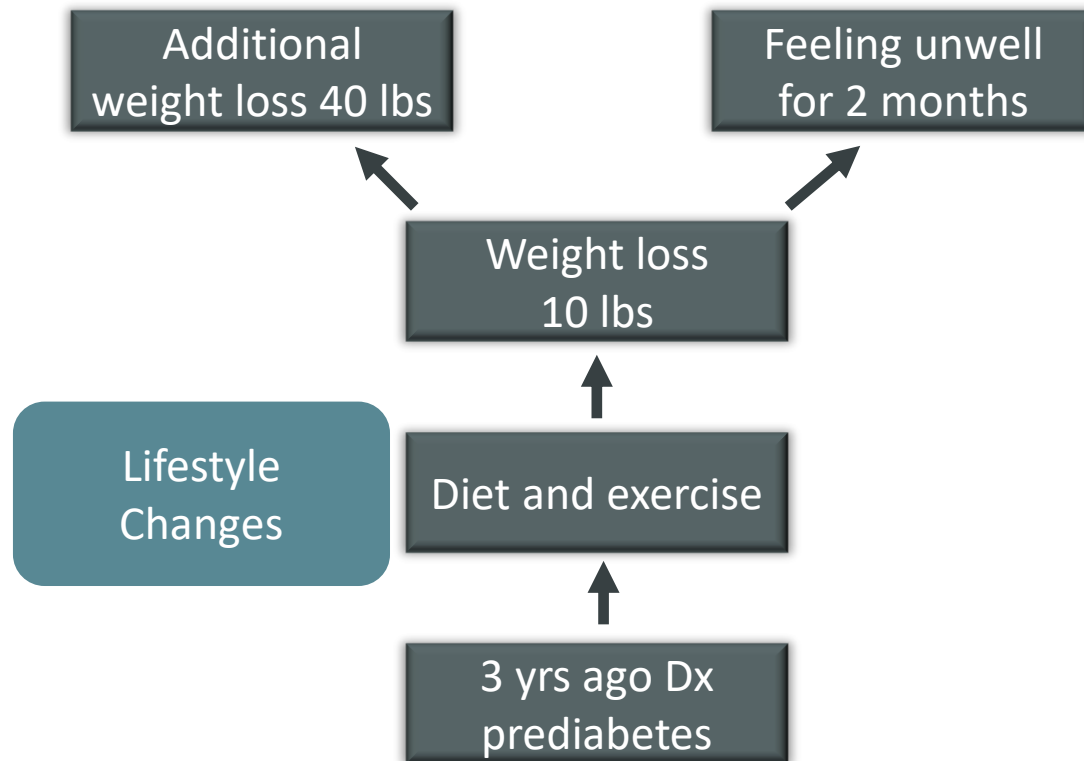 Additional
weight loss 40 lbs
Feeling unwell
for 2 months
Weight loss
10 lbs
Lifestyle
Changes
Diet and exercise
3 yrs ago Dx
prediabetes